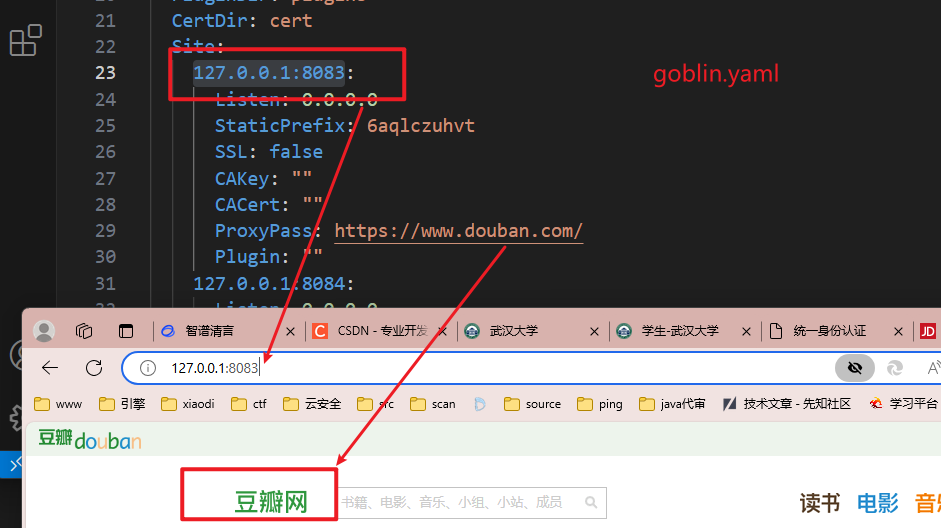 21 CertDir: cert
22 Site:
23 127.0.0.1:8083:
goblin.yaml
24 Listen: 0.0.0.0
25 StaticPrefix: 6aqlczuhvt
26 SSL: false
27 CAKey: ""
28 CACert: ""
29 ProxyPass: https://www.douban.com/
30 Plugin: ""
31 127.0.0.1:8084:
智谱清言 CSDN - 专业开发 武汉大学 学生-武汉大学 统一身份认证 JD
127.0.0.1:8083
www 引擎 xiaodi ctf 云安全 src scan source ping java代审 技术文章 - 先知社区 学习平台
豆瓣douban
豆瓣网 书籍、电影、音乐、小组、小站、成员 读书 电影 音乐